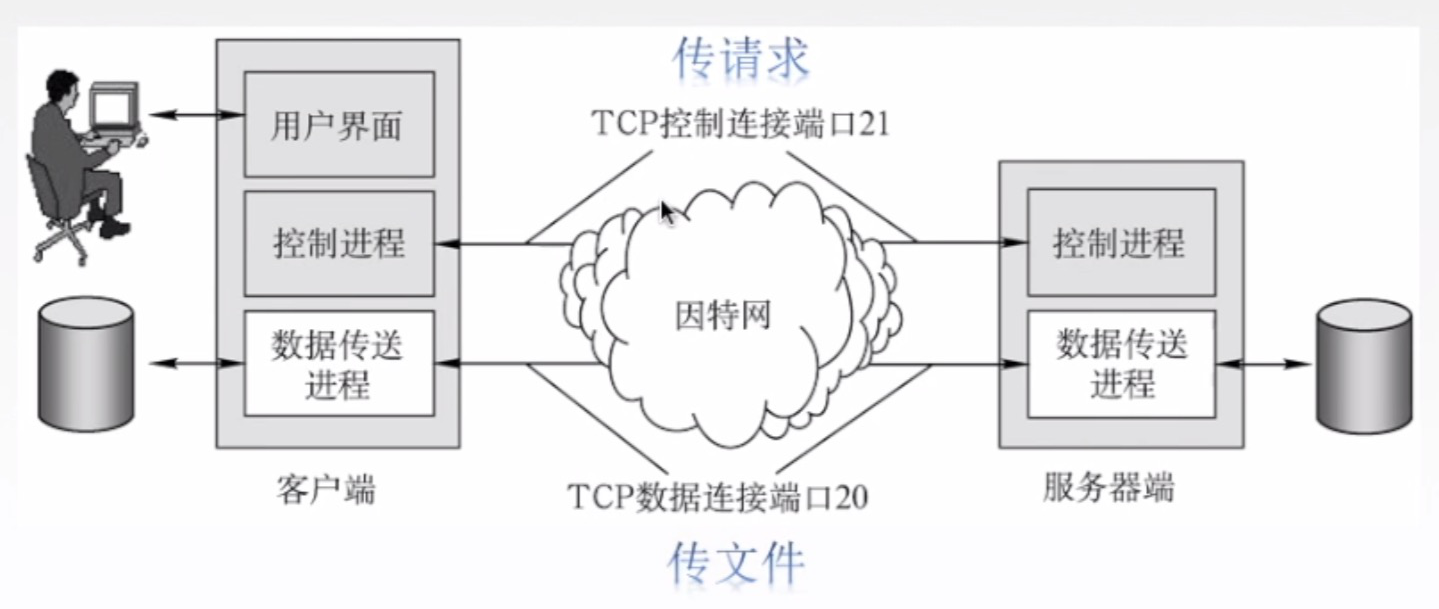 传请求
TCP控制连接端口21
用户界面
控制进程
控制进程
因特网
数据传送
进程
数据传送
进程
客户端
TCP数据连接端口20
服务器端
传文件